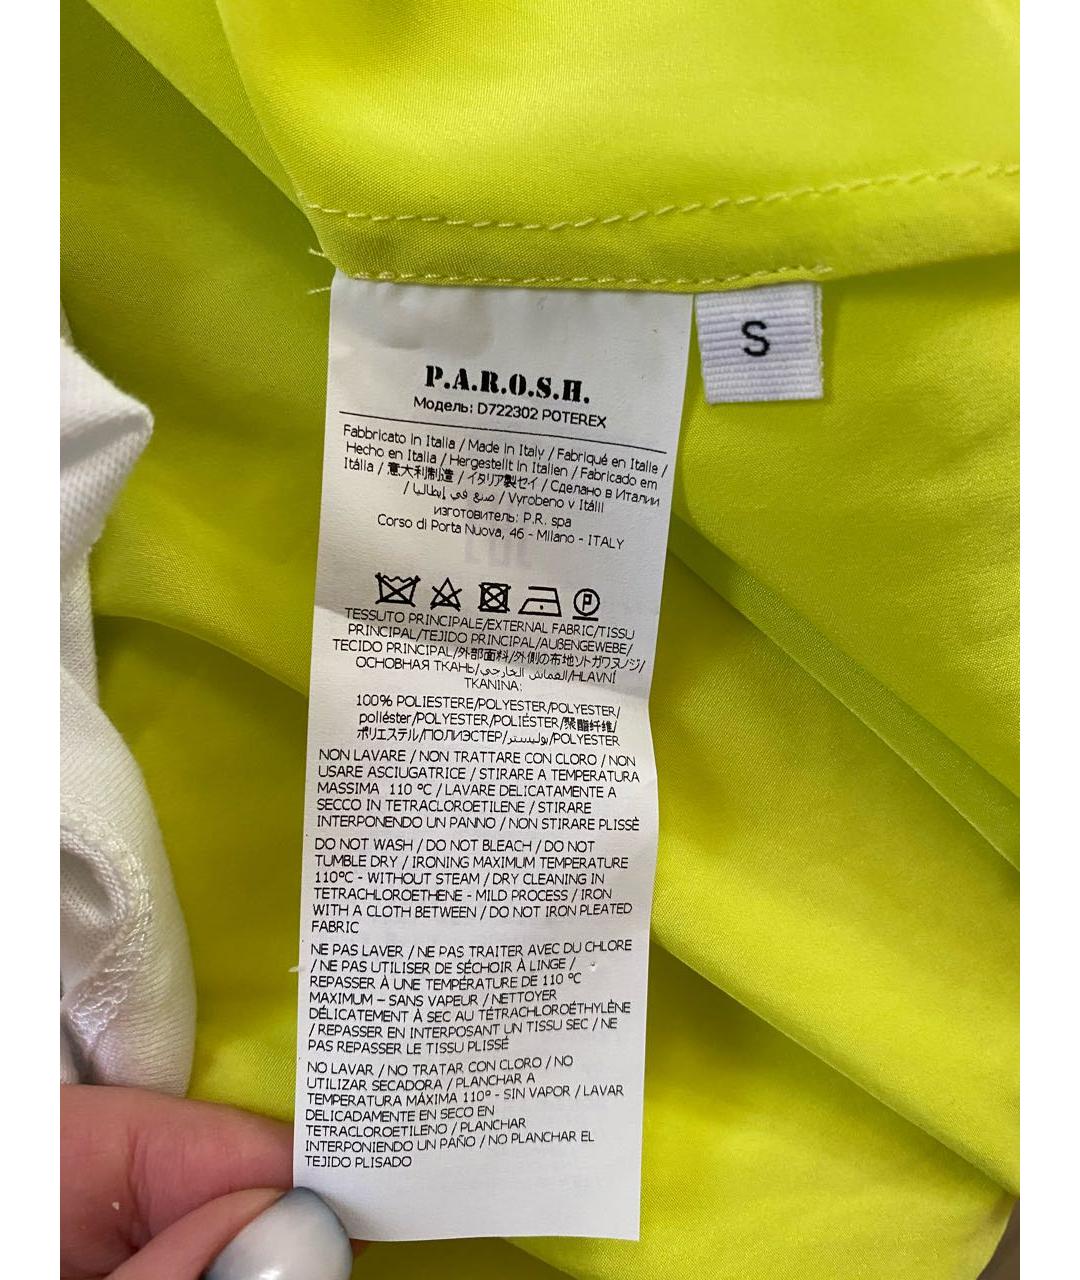 P.A.R.O.S.H.
Модель: D722302 POTEREX
S
Fabbricato in Italia / Made in Italy / Fabriqué en Italie /
Hecho en Italia / Hergestellt in Italien / Fabricado em
Itália / 意大利制造 / イタリア製セイ / Сделано в Италии
/ صنع في إيطاليا / Vyrobeno v Itálii
изготовитель: P.R. spa
Corso di Porta Nuova, 46 - Milano - ITALY
P
TESSUTO PRINCIPALE/EXTERNAL FABRIC/TISSU
PRINCIPAL/TEJIDO PRINCIPAL/AUßENGEWEBE/
TECIDO PRINCIPAL/外部面料/外側の布地ソトガワヌノジ/
ОСНОВНАЯ ТКАНЬ/القماش الخارجي/HLAVNÍ
TKANINA:
100% POLIESTERE/POLYESTER/POLYESTER/
poliéster/POLYESTER/POLIÉSTER/聚酯纤维/
ポリエステル/ПОЛИЭСТЕР/بوليستر/POLYESTER
NON LAVARE / NON TRATTARE CON CLORO / NON
USARE ASCIUGATRICE / STIRARE A TEMPERATURA
MASSIMA 110 °C / LAVARE DELICATAMENTE A
SECCO IN TETRACLOROETILENE / STIRARE
INTERPONENDO UN PANNO / NON STIRARE PLISSÈ
DO NOT WASH / DO NOT BLEACH / DO NOT
TUMBLE DRY / IRONING MAXIMUM TEMPERATURE
110°C - WITHOUT STEAM / DRY CLEANING IN
TETRACHLOROETHENE - MILD PROCESS / IRON
WITH A CLOTH BETWEEN / DO NOT IRON PLEATED
FABRIC
NE PAS LAVER / NE PAS TRAITER AVEC DU CHLORE
/ NE PAS UTILISER DE SÉCHOIR À LINGE /
REPASSER À UNE TEMPÉRATURE DE 110 °C
MAXIMUM – SANS VAPEUR / NETTOYER
DÉLICATEMENT À SEC AU TÉTRACHLOROÉTHYLÈNE
/ REPASSER EN INTERPOSANT UN TISSU SEC / NE
PAS REPASSER LE TISSU PLISSÉ
NO LAVAR / NO TRATAR CON CLORO / NO
UTILIZAR SECADORA / PLANCHAR A
TEMPERATURA MÁXIMA 110° - SIN VAPOR / LAVAR
DELICADAMENTE EN SECO EN
TETRACLOROETILENO / PLANCHAR
INTERPONIENDO UN PAÑO / NO PLANCHAR EL
TEJIDO PLISADO